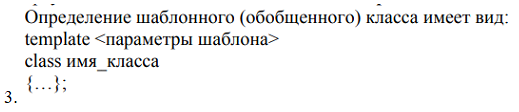 Определение шаблонного (обобщенного) класса имеет вид:
template <параметры шаблона>
class имя_класса
{…};
3.